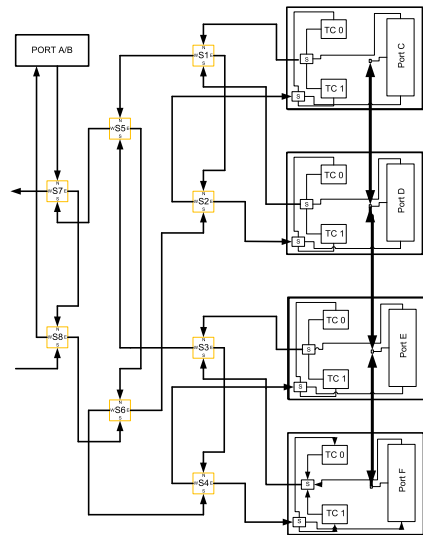 PORT A/B
N
W S1 E
S
N
W S5 E
S
N
W S7 E
S
N
W S2 E
S
N
W S8 E
S
N
W S3 E
S
N
W S6 E
S
N
W S4 E
S
TC 0
S
TC 1
S
Port C
TC 0
S
TC 1
S
Port D
TC 0
S
TC 1
S
Port E
TC 0
S
TC 1
S
Port F